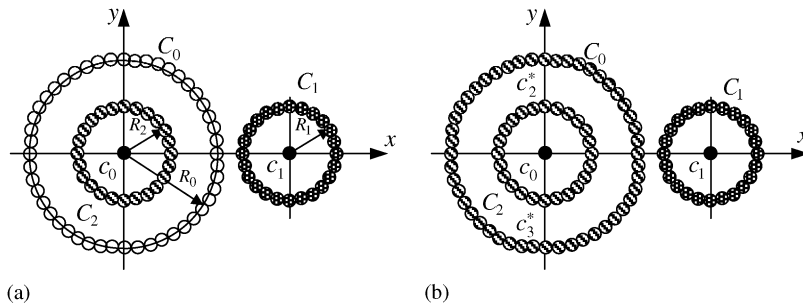 y
C₀
C₁
R₂
R₁
x
c₀
c₁
R₀
C₂
(a)
y
C₀
c₂*
C₁
x
c₀
c₁
C₂
c₃*
(b)